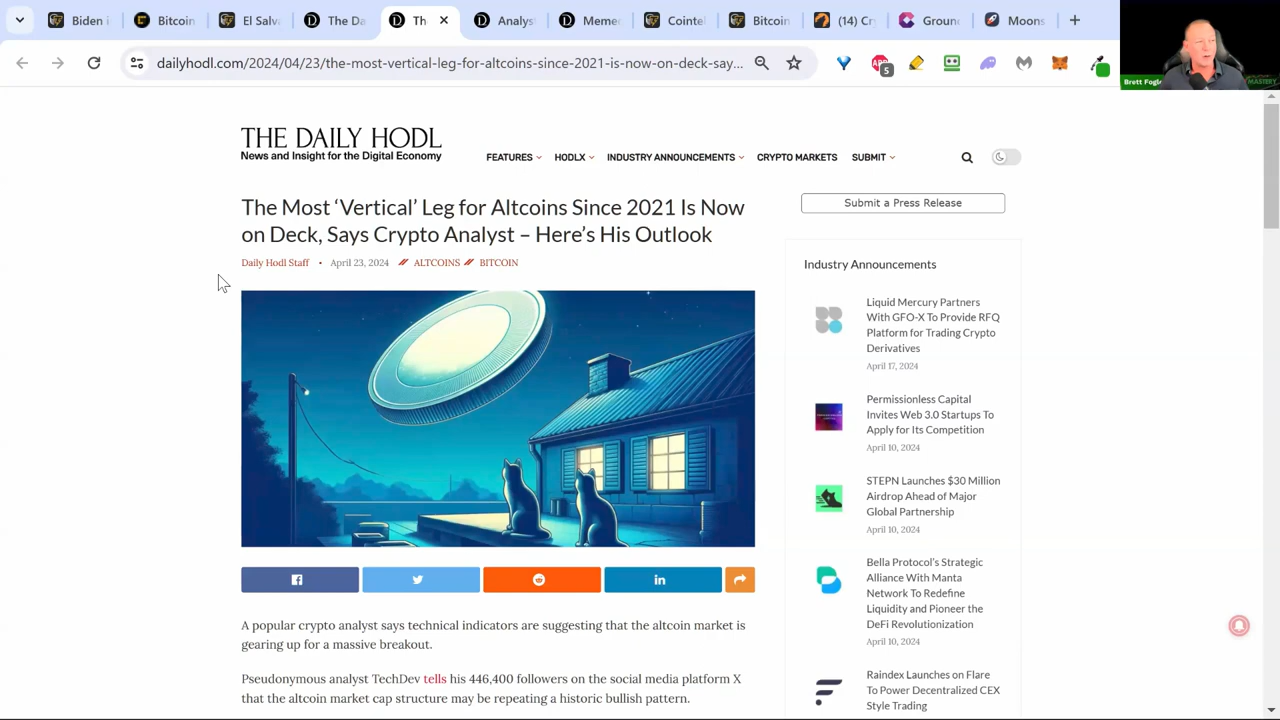 Biden i
Bitcoin
El Salv
The Da
Th
Analys
Meme
Cointe
Bitcoin
(14) Cr
Groun
Moons
dailyhodl.com/2024/04/23/the-most-vertical-leg-for-altcoins-since-2021-is-now-on-deck-say...
5
Brett Fogle
MASTERY
THE DAILY HODL
News and Insight for the Digital Economy
FEATURES
HODLX
INDUSTRY ANNOUNCEMENTS
CRYPTO MARKETS
SUBMIT
The Most ‘Vertical’ Leg for Altcoins Since 2021 Is Now
on Deck, Says Crypto Analyst – Here’s His Outlook
Daily Hodl Staff • April 23, 2024 // ALTCOINS // BITCOIN
A popular crypto analyst says technical indicators are suggesting that the altcoin market is
gearing up for a massive breakout.
Pseudonymous analyst TechDev tells his 446,400 followers on the social media platform X
that the altcoin market cap structure may be repeating a historic bullish pattern.
Submit a Press Release
Industry Announcements
Liquid Mercury Partners
With GFO-X To Provide RFQ
Platform for Trading Crypto
Derivatives
April 17, 2024
Permissionless Capital
Invites Web 3.0 Startups To
Apply for Its Competition
April 10, 2024
STEPN Launches $30 Million
Airdrop Ahead of Major
Global Partnership
April 10, 2024
Bella Protocol’s Strategic
Alliance With Manta
Network To Redefine
Liquidity and Pioneer the
DeFi Revolutionization
April 10, 2024
Raindex Launches on Flare
To Power Decentralized CEX
Style Trading